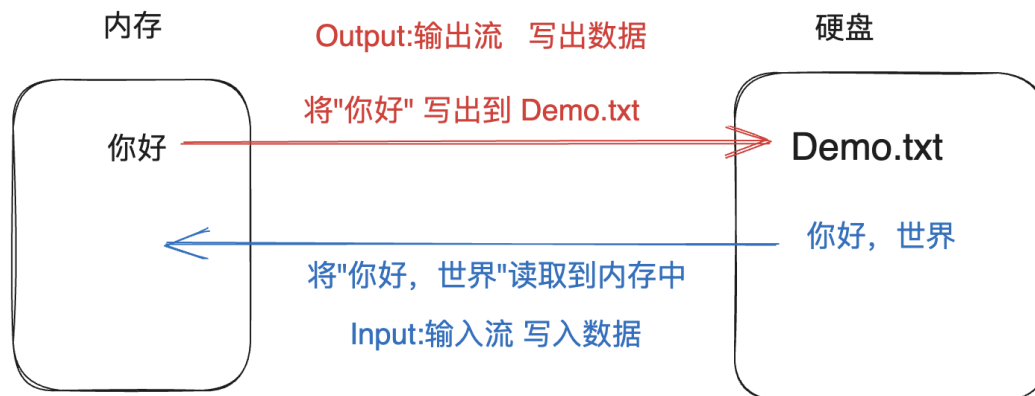 内存
Output:输出流 写出数据
硬盘
将"你好" 写出到 Demo.txt
你好
Demo.txt
你好，世界
将"你好，世界"读取到内存中
Input:输入流 写入数据